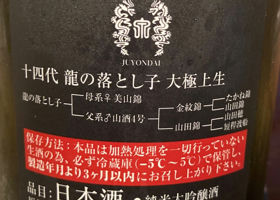 JUYONDAI
十四代 龍の落とし子 大極上生
龍の落とし子
母系♀美山錦
父系♂山酒4号
金紋錦
山田錦
たかね錦
山田錦
山田穂
短稈渡船
保存方法：本品は加熱処理を一切行っていない
生酒の為、必ず冷蔵庫(−5℃〜5℃)で保管し、
製造年月より3ヶ月以内にお召し上がり下さい。
品目：日本酒 純米大吟醸酒